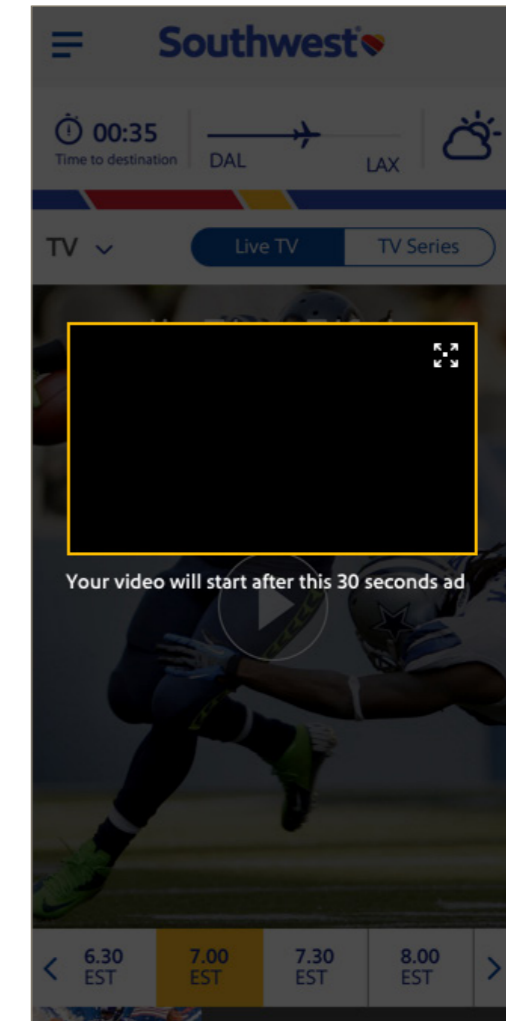 Southwest
00:35
Time to destination
DAL
LAX
TV
Live TV
TV Series
Your video will start after this 30 seconds ad
6.30
EST
7.00
EST
7.30
EST
8.00
EST